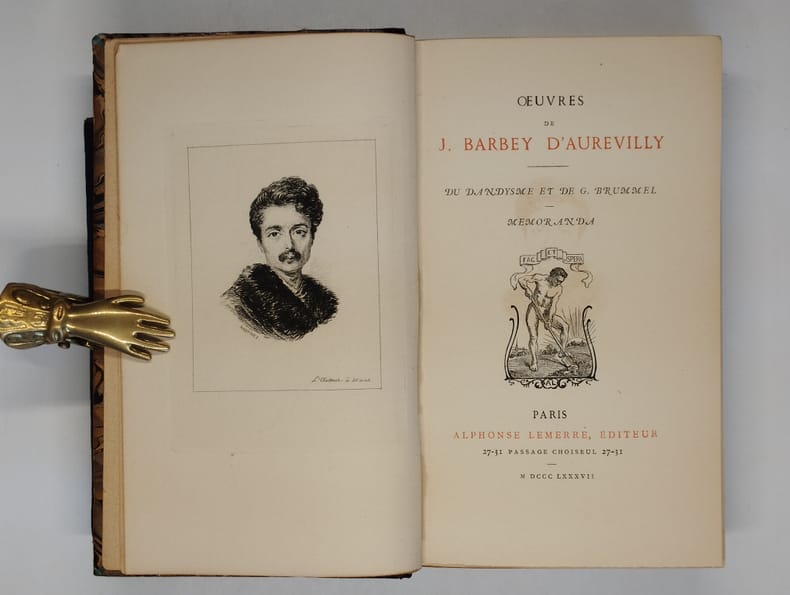 ŒUVRES
DE
J. BARBEY D'AUREVILLY
DU DANDYSME ET DE G. BRUMMEL
MEMORANDA
FAC ET SPERA
AL
PARIS
ALPHONSE LEMERRE, ÉDITEUR
27-31 PASSAGE CHOISEUL 27-31
M DCCC LXXXVII